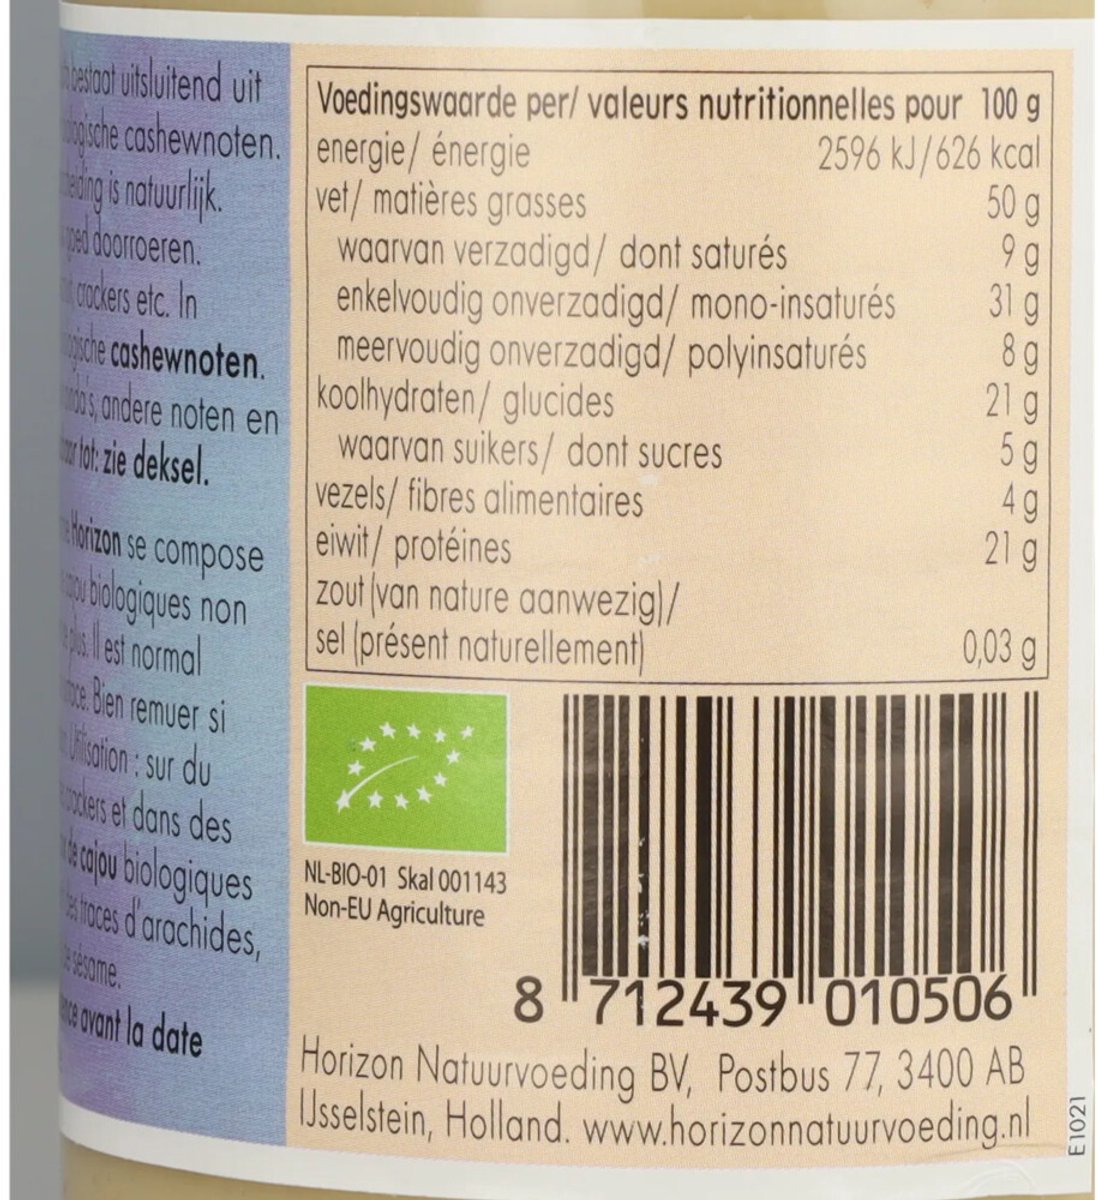 bestaat uitsluitend uit
cashewnoten.
is natuurlijk.
doorroeren.
crackers etc. In
cashewnoten.
andere noten en
tot: zie deksel.
Horizon se compose
biologiques non
plus. Il est normal
Bien remuer si
Utilisation : sur du
crackers et dans des
de cajou biologiques
traces d'arachides,
sésame.
avant la date
Voedingswaarde per/ valeurs nutritionnelles pour 100 g
energie/ énergie 2596 kJ/626 kcal
vet/ matières grasses 50 g
waarvan verzadigd/ dont saturés 9 g
enkelvoudig onverzadigd/ mono-insaturés 31 g
meervoudig onverzadigd/ polyinsaturés 8 g
koolhydraten/ glucides 21 g
waarvan suikers/ dont sucres 5 g
vezels/ fibres alimentaires 4 g
eiwit/ protéines 21 g
zout (van nature aanwezig)/
sel (présent naturellement) 0,03 g
NL-BIO-01 Skal 001143
Non-EU Agriculture
8 712439 010506
Horizon Natuurvoeding BV, Postbus 77, 3400 AB
IJsselstein, Holland. www.horizonnatuurvoeding.nl
E1021